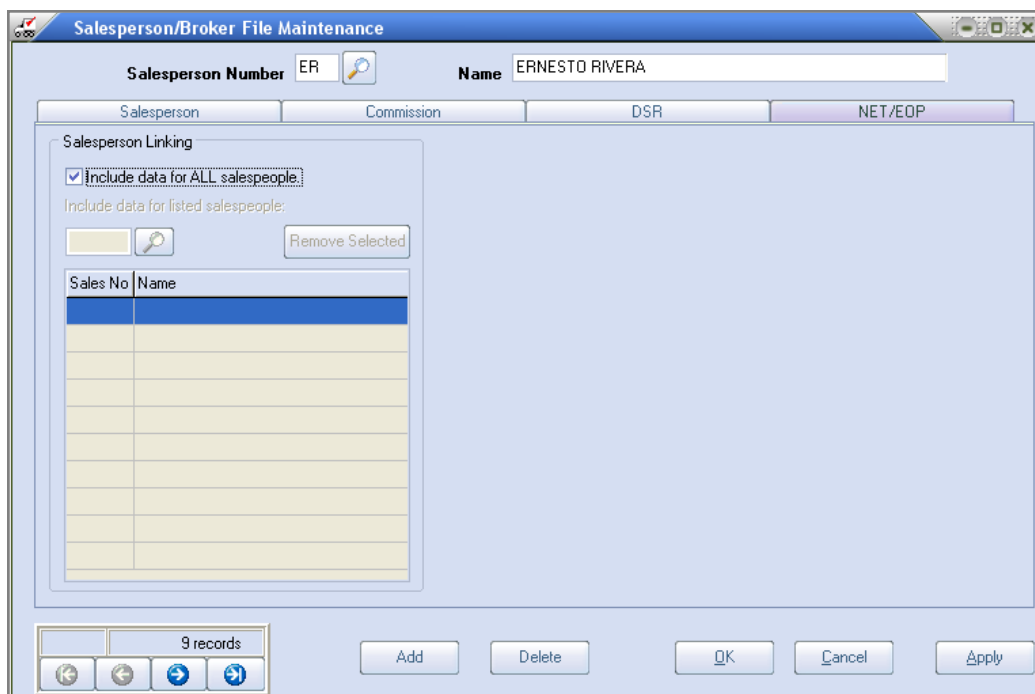 Salesperson/Broker File Maintenance
Salesperson Number ER Name ERNESTO RIVERA
Salesperson Commission DSR NET/EOP
Salesperson Linking
Include data for ALL salespeople.
Include data for listed salespeople:
Remove Selected
Sales No Name
9 records
Add Delete OK Cancel Apply